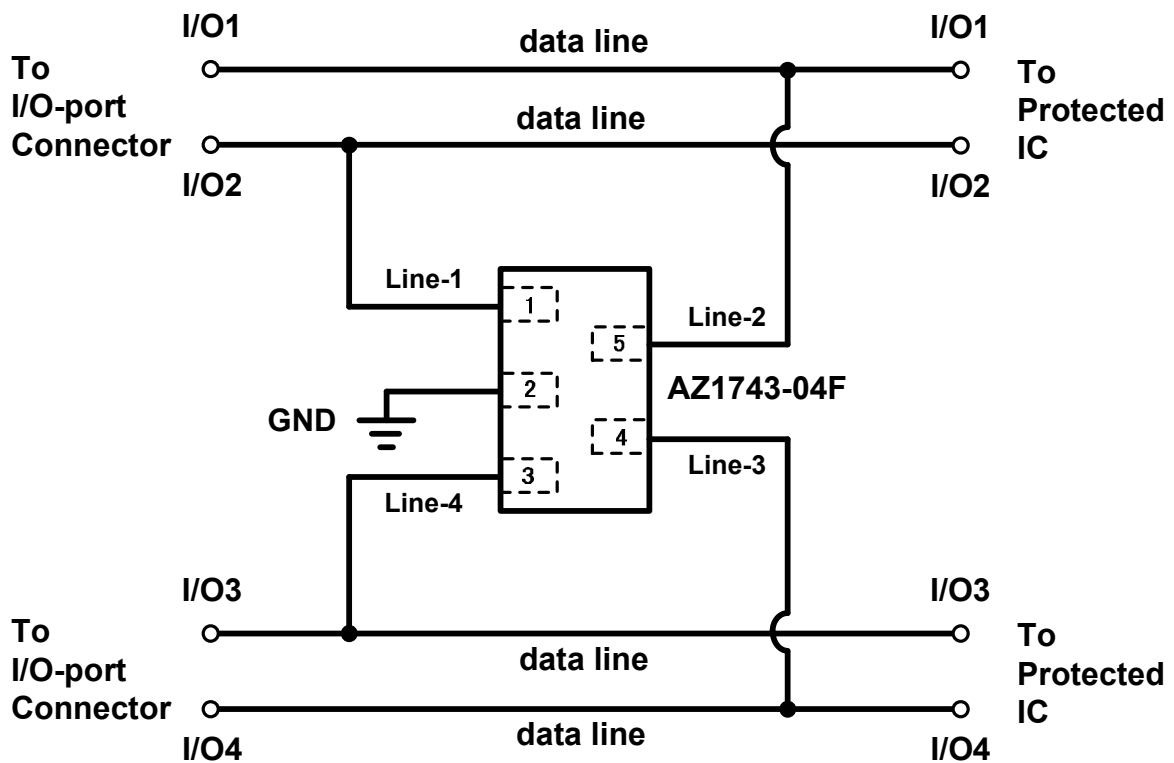 I/O1
data line
I/O1
To
I/O-port
Connector
To
Protected
IC
data line
I/O2
I/O2
Line-1
1
Line-2
5
2
AZ1743-04F
GND
4
Line-3
3
Line-4
I/O3
I/O3
To
I/O-port
Connector
To
Protected
IC
data line
data line
I/O4
I/O4